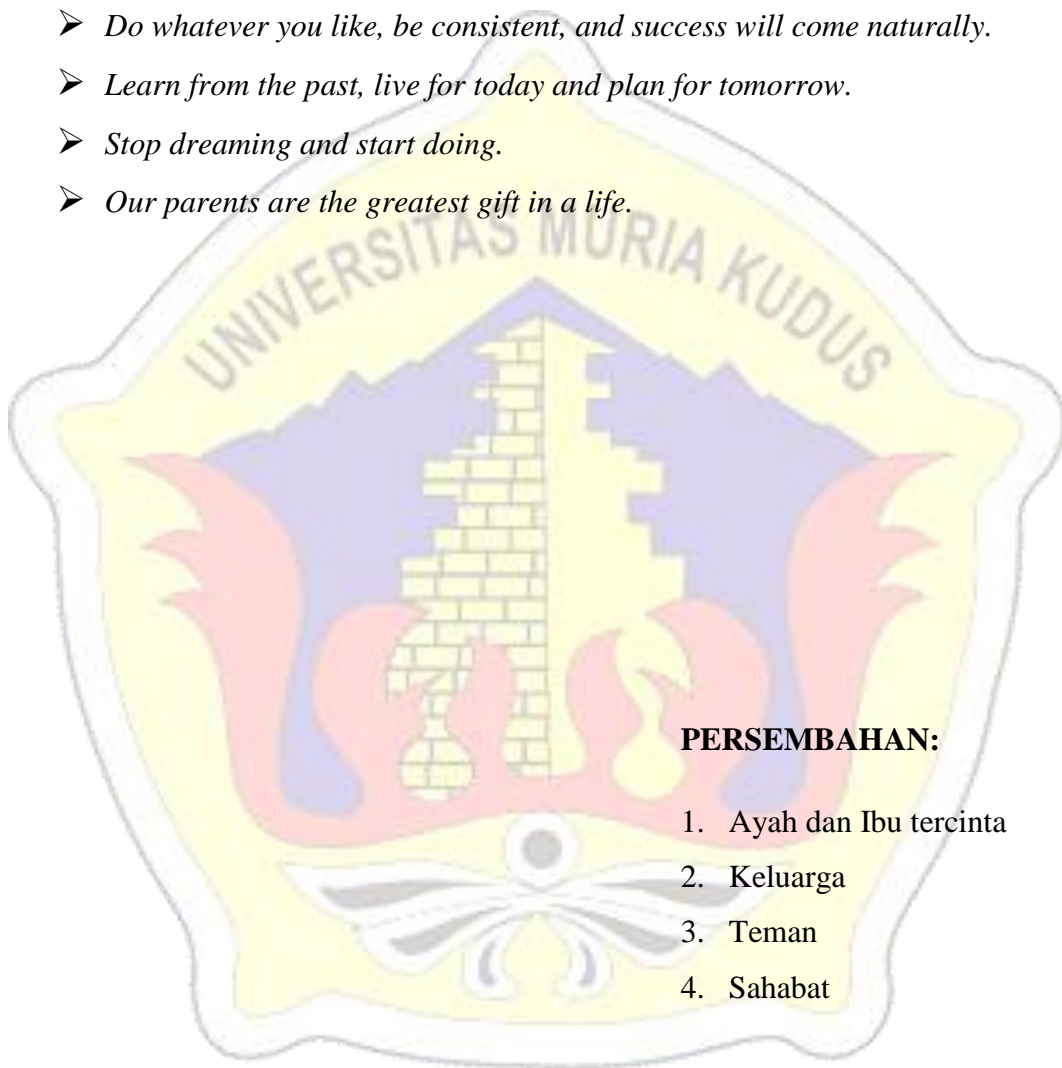 ➢ Do whatever you like, be consistent, and success will come naturally.
➢ Learn from the past, live for today and plan for tomorrow.
➢ Stop dreaming and start doing.
➢ Our parents are the greatest gift in a life.
UNIVERSITAS MURIA KUDUS
PERSEMBAHAN:
1. Ayah dan Ibu tercinta
2. Keluarga
3. Teman
4. Sahabat